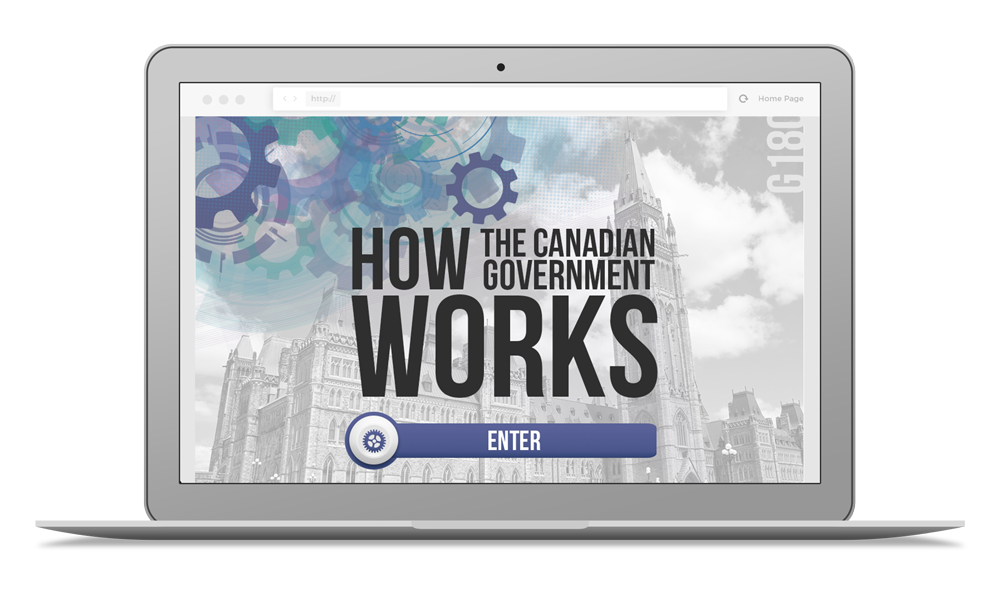 http://
Home Page
G180
HOW THE CANADIAN
GOVERNMENT
WORKS
ENTER